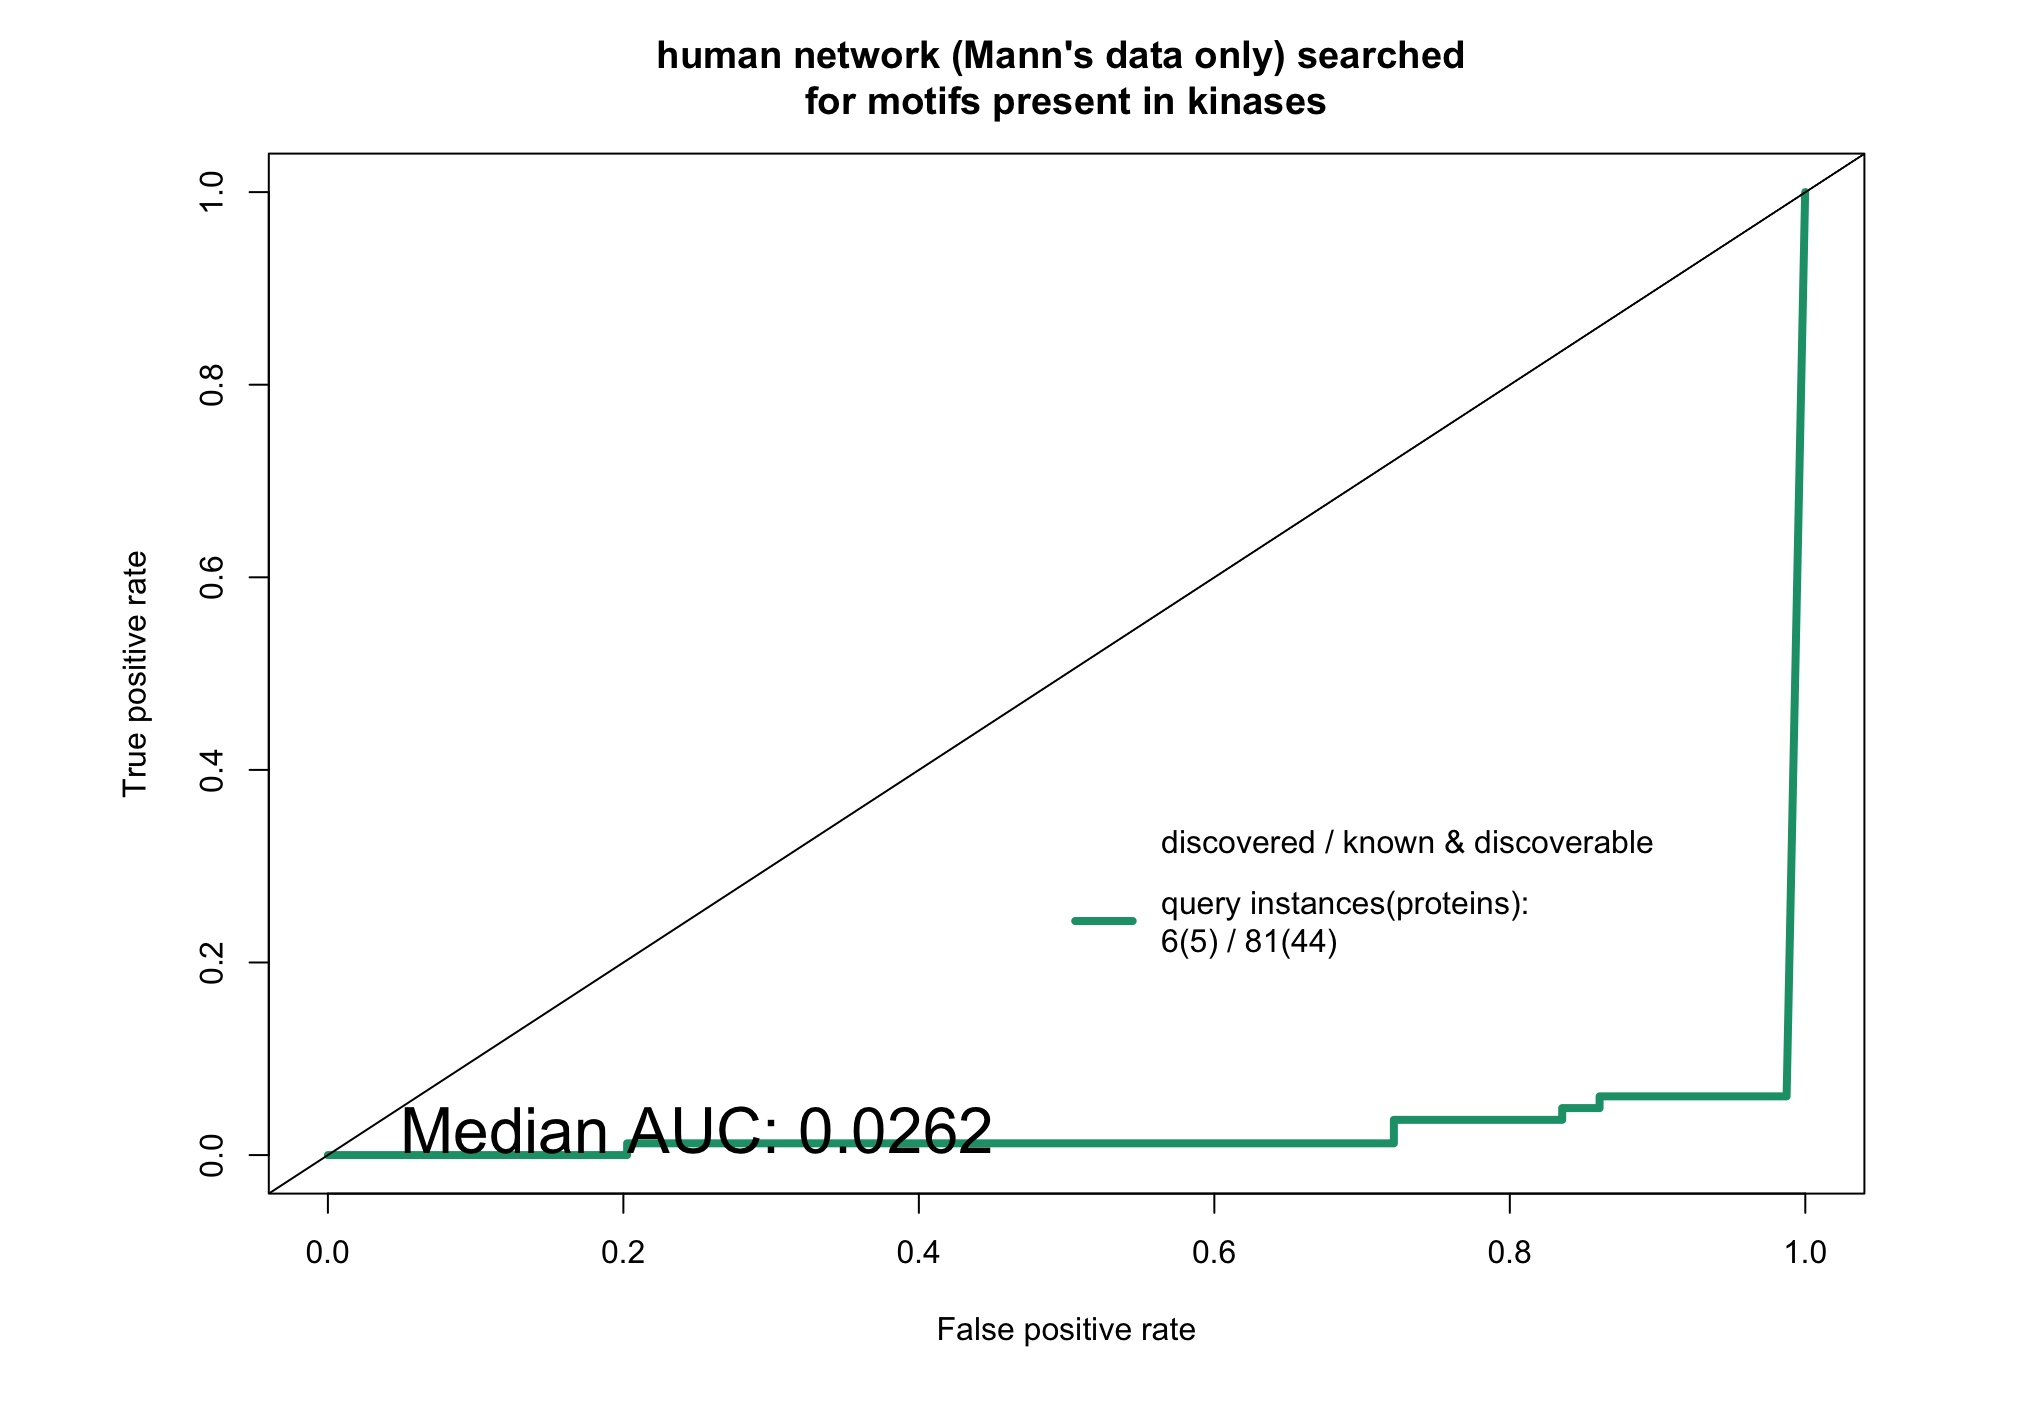 human network (Mann's data only) searched
for motifs present in kinases
1.0
0.8
0.6
0.4
0.2
0.0
True positive rate
discovered / known & discoverable
query instances(proteins):
6(5) / 81(44)
Median AUC: 0.0262
0.0 0.2 0.4 0.6 0.8 1.0
False positive rate